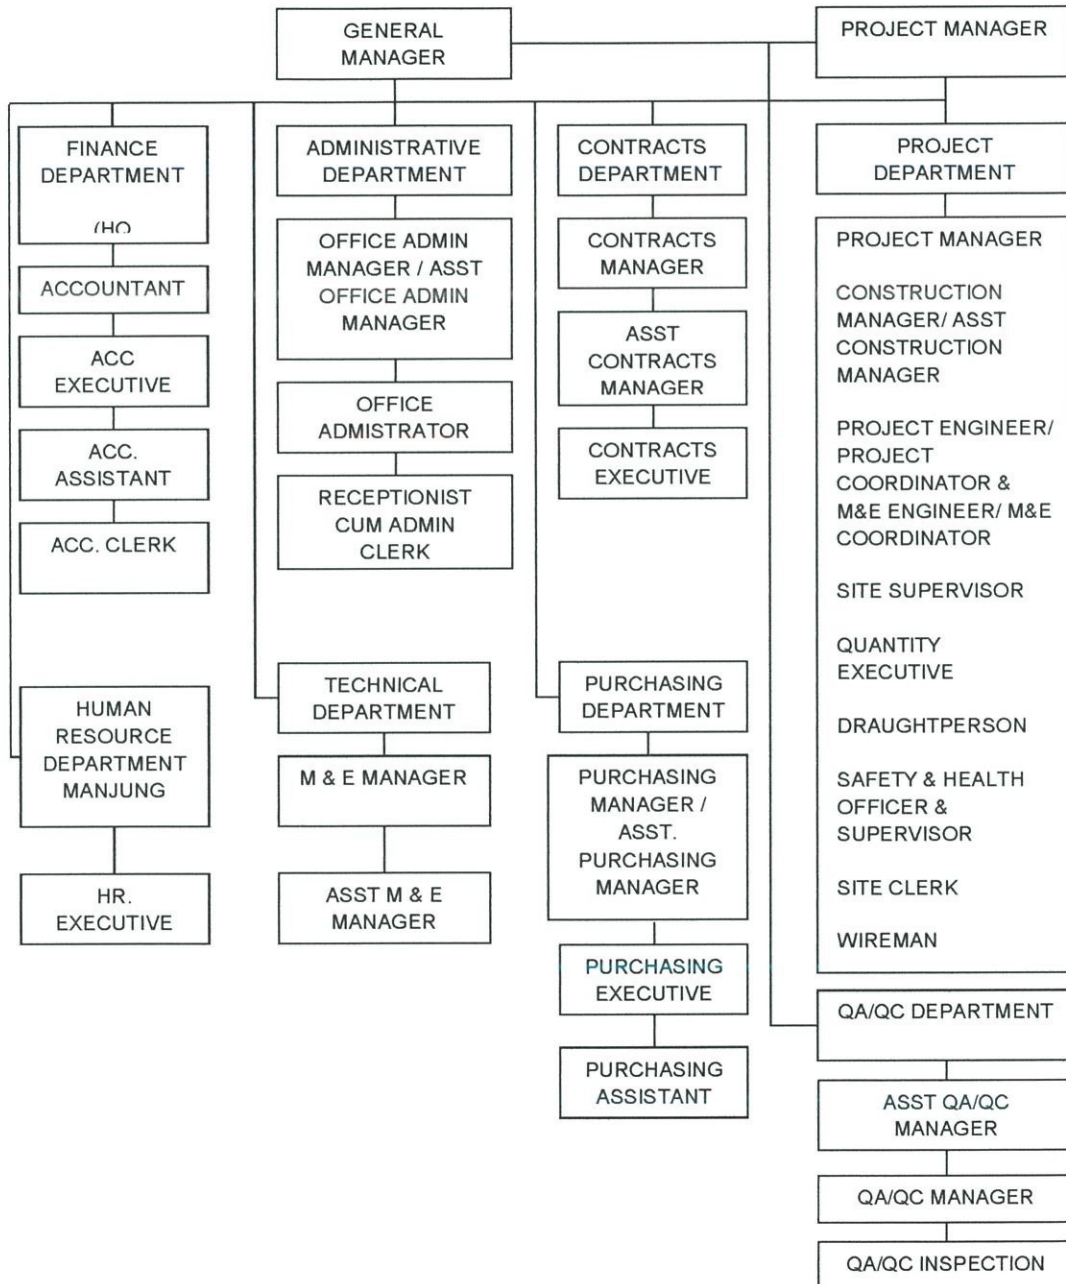 GENERAL
MANAGER
PROJECT MANAGER
FINANCE
DEPARTMENT
(HO
ACCOUNTANT
ACC
EXECUTIVE
ACC.
ASSISTANT
ACC. CLERK
HUMAN
RESOURCE
DEPARTMENT
MANJUNG
HR.
EXECUTIVE
ADMINISTRATIVE
DEPARTMENT
OFFICE ADMIN
MANAGER / ASST
OFFICE ADMIN
MANAGER
OFFICE
ADMISTRATOR
RECEPTIONIST
CUM ADMIN
CLERK
TECHNICAL
DEPARTMENT
M & E MANAGER
ASST M & E
MANAGER
CONTRACTS
DEPARTMENT
CONTRACTS
MANAGER
ASST
CONTRACTS
MANAGER
CONTRACTS
EXECUTIVE
PURCHASING
DEPARTMENT
PURCHASING
MANAGER /
ASST.
PURCHASING
MANAGER
PURCHASING
EXECUTIVE
PURCHASING
ASSISTANT
PROJECT
DEPARTMENT
PROJECT MANAGER
CONSTRUCTION
MANAGER/ ASST
CONSTRUCTION
MANAGER
PROJECT ENGINEER/
PROJECT
COORDINATOR &
M&E ENGINEER/ M&E
COORDINATOR
SITE SUPERVISOR
QUANTITY
EXECUTIVE
DRAUGHTPERSON
SAFETY & HEALTH
OFFICER &
SUPERVISOR
SITE CLERK
WIREMAN
QA/QC DEPARTMENT
ASST QA/QC
MANAGER
QA/QC MANAGER
QA/QC INSPECTION